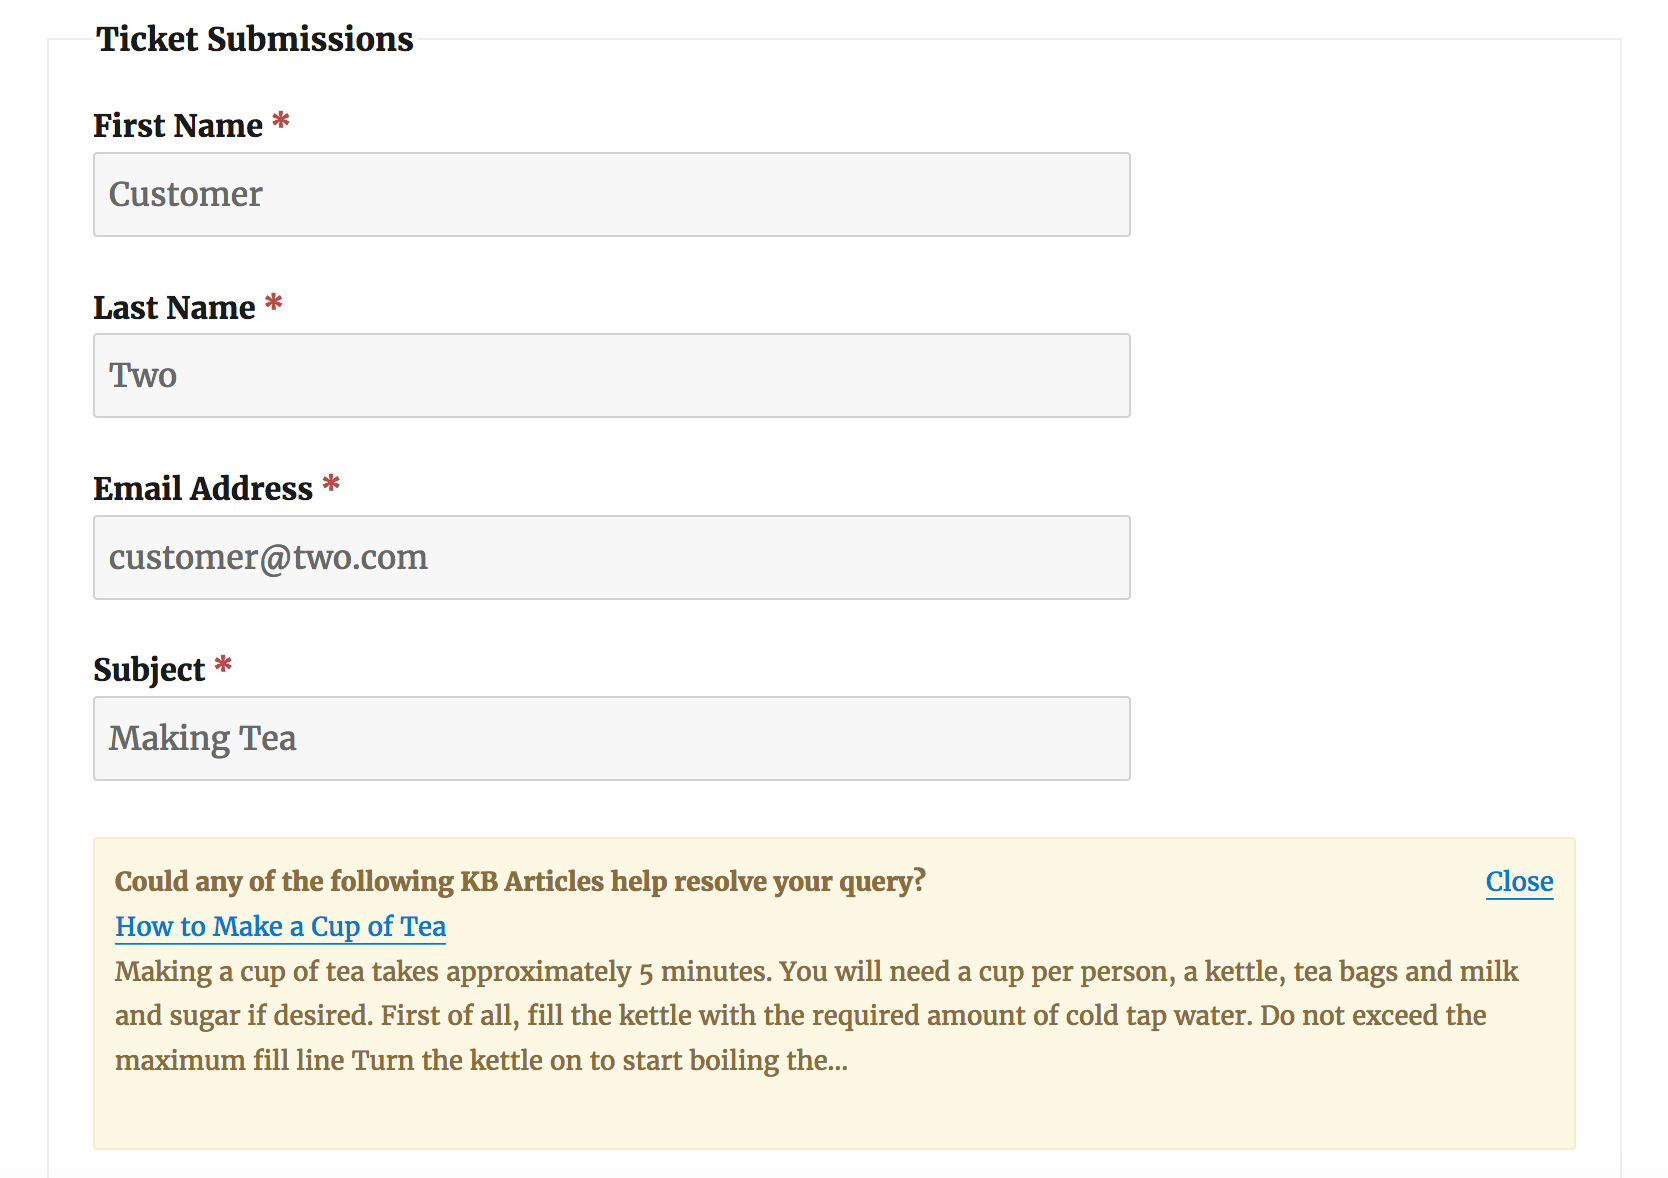 Ticket Submissions
First Name *
Customer
Last Name *
Two
Email Address *
customer@two.com
Subject *
Making Tea
Could any of the following KB Articles help resolve your query? Close
How to Make a Cup of Tea
Making a cup of tea takes approximately 5 minutes. You will need a cup per person, a kettle, tea bags and milk
and sugar if desired. First of all, fill the kettle with the required amount of cold tap water. Do not exceed the
maximum fill line Turn the kettle on to start boiling the...